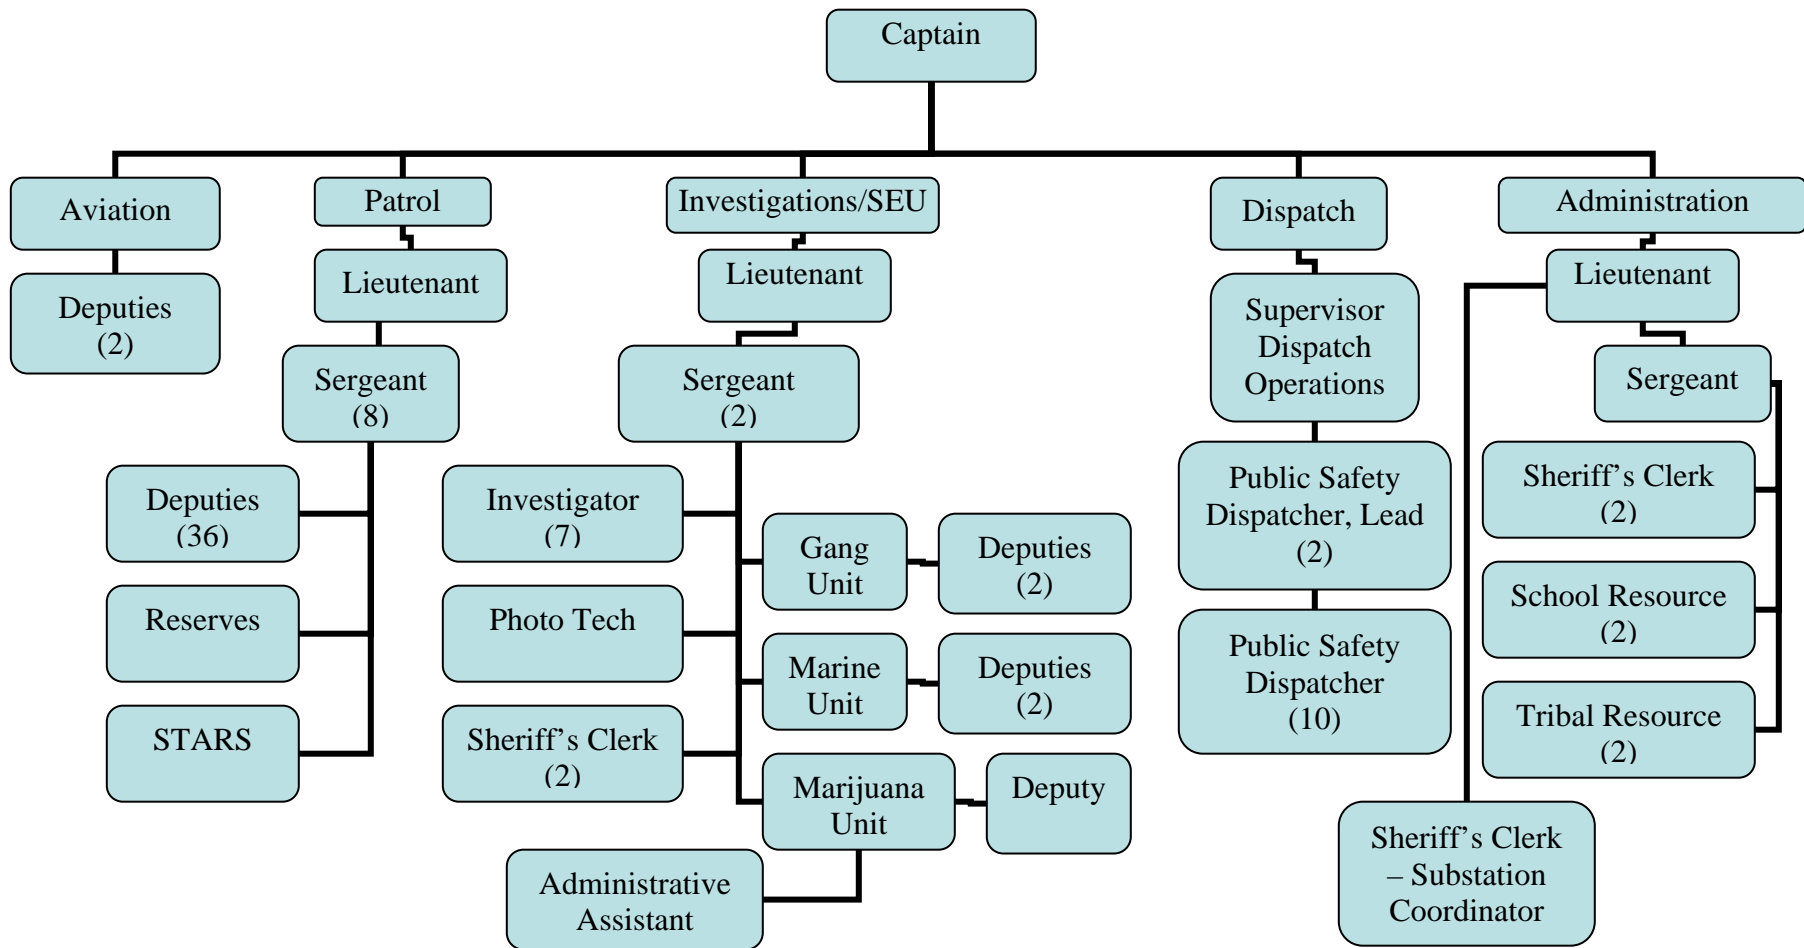 Captain
Aviation
Patrol
Investigations/SEU
Dispatch
Administration
Deputies
(2)
Lieutenant
Lieutenant
Supervisor
Dispatch
Operations
Lieutenant
Sergeant
(8)
Sergeant
(2)
Sergeant
Deputies
(36)
Reserves
STARS
Investigator
(7)
Photo Tech
Sheriff’s Clerk
(2)
Gang
Unit
Deputies
(2)
Marine
Unit
Deputies
(2)
Marijuana
Unit
Deputy
Administrative
Assistant
Public Safety
Dispatcher, Lead
(2)
Public Safety
Dispatcher
(10)
Sheriff’s Clerk
(2)
School Resource
(2)
Tribal Resource
(2)
Sheriff’s Clerk
– Substation
Coordinator